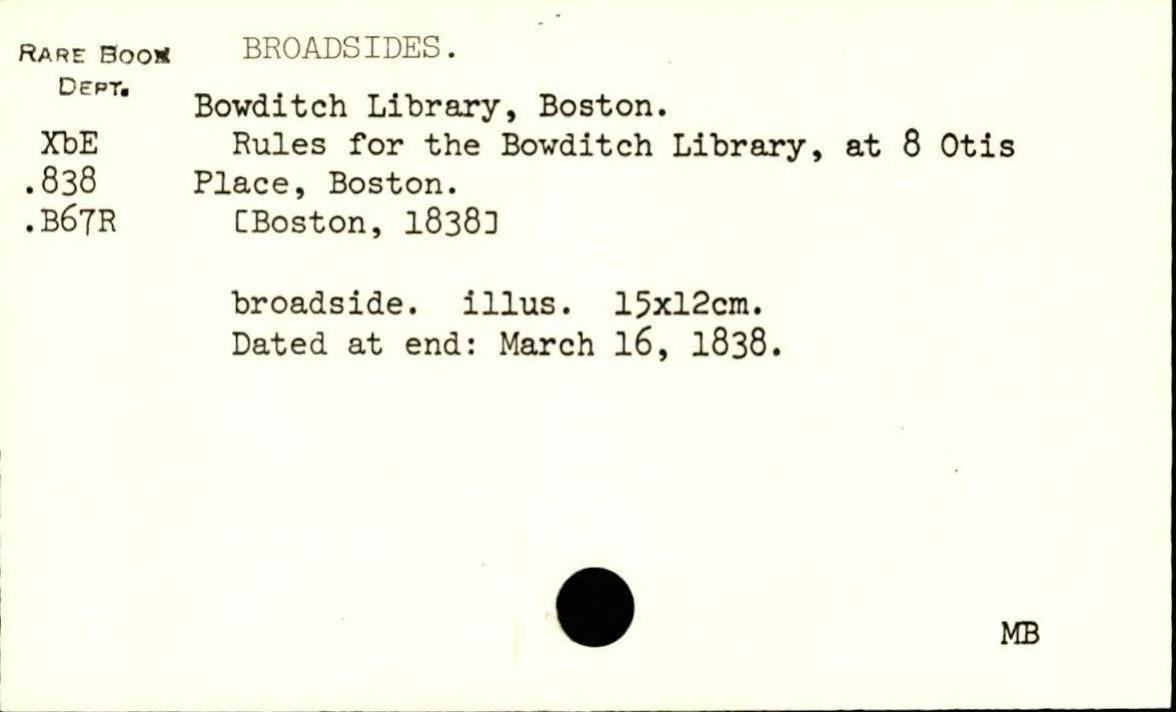 RARE BOOK DEPT.
BROADSIDES.
Bowditch Library, Boston.
XbE Rules for the Bowditch Library, at 8 Otis
.838 Place, Boston.
.B67R [Boston, 1838]
broadside. illus. 15x12cm.
Dated at end: March 16, 1838.
MB